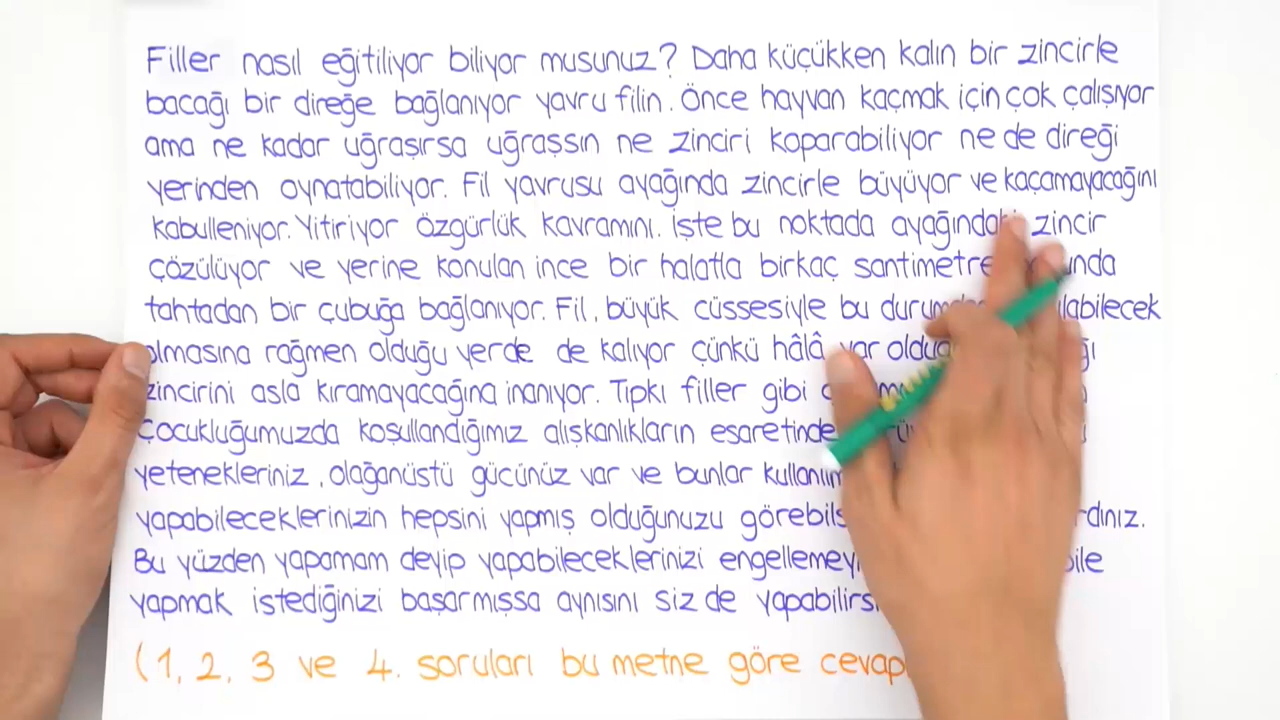 Filler nasıl eğitiliyor biliyor musunuz? Daha küçükken kalın bir zincirle
bacağı bir direğe bağlanıyor yavru filin. Önce hayvan kaçmak için çok çalışıyor
ama ne kadar uğraşırsa uğraşsın ne zinciri koparabiliyor ne de direği
yerinden oynatabiliyor. Fil yavrusu ayağında zincirle büyüyor ve kaçamayacağını
kabulleniyor. Yitiriyor özgürlük kavramını. İşte bu noktada ayağındaki zincir
çözülüyor ve yerine konulan ince bir halatla birkaç santimetre
tahtadan bir çubuğa bağlanıyor. Fil, büyük cüssesiyle bu
olmasına rağmen olduğu yerde de kalıyor çünkü hâlâ var
zincirini asla kıramayacağına inanıyor. Tıpkı filler gibi
çocukluğumuzda koşullandığımız alışkanlıkların esaretinde
yetenekleriniz, olağanüstü gücünüz var ve bunlar
yapabileceklerinizin hepsini yapmış olduğunuzu
Bu yüzden yapamam deyip yapabileceklerinizi bile
yapmak istediğinizi başarmışsa aynısını siz de
(1, 2, 3 ve 4. soruları bu metne göre